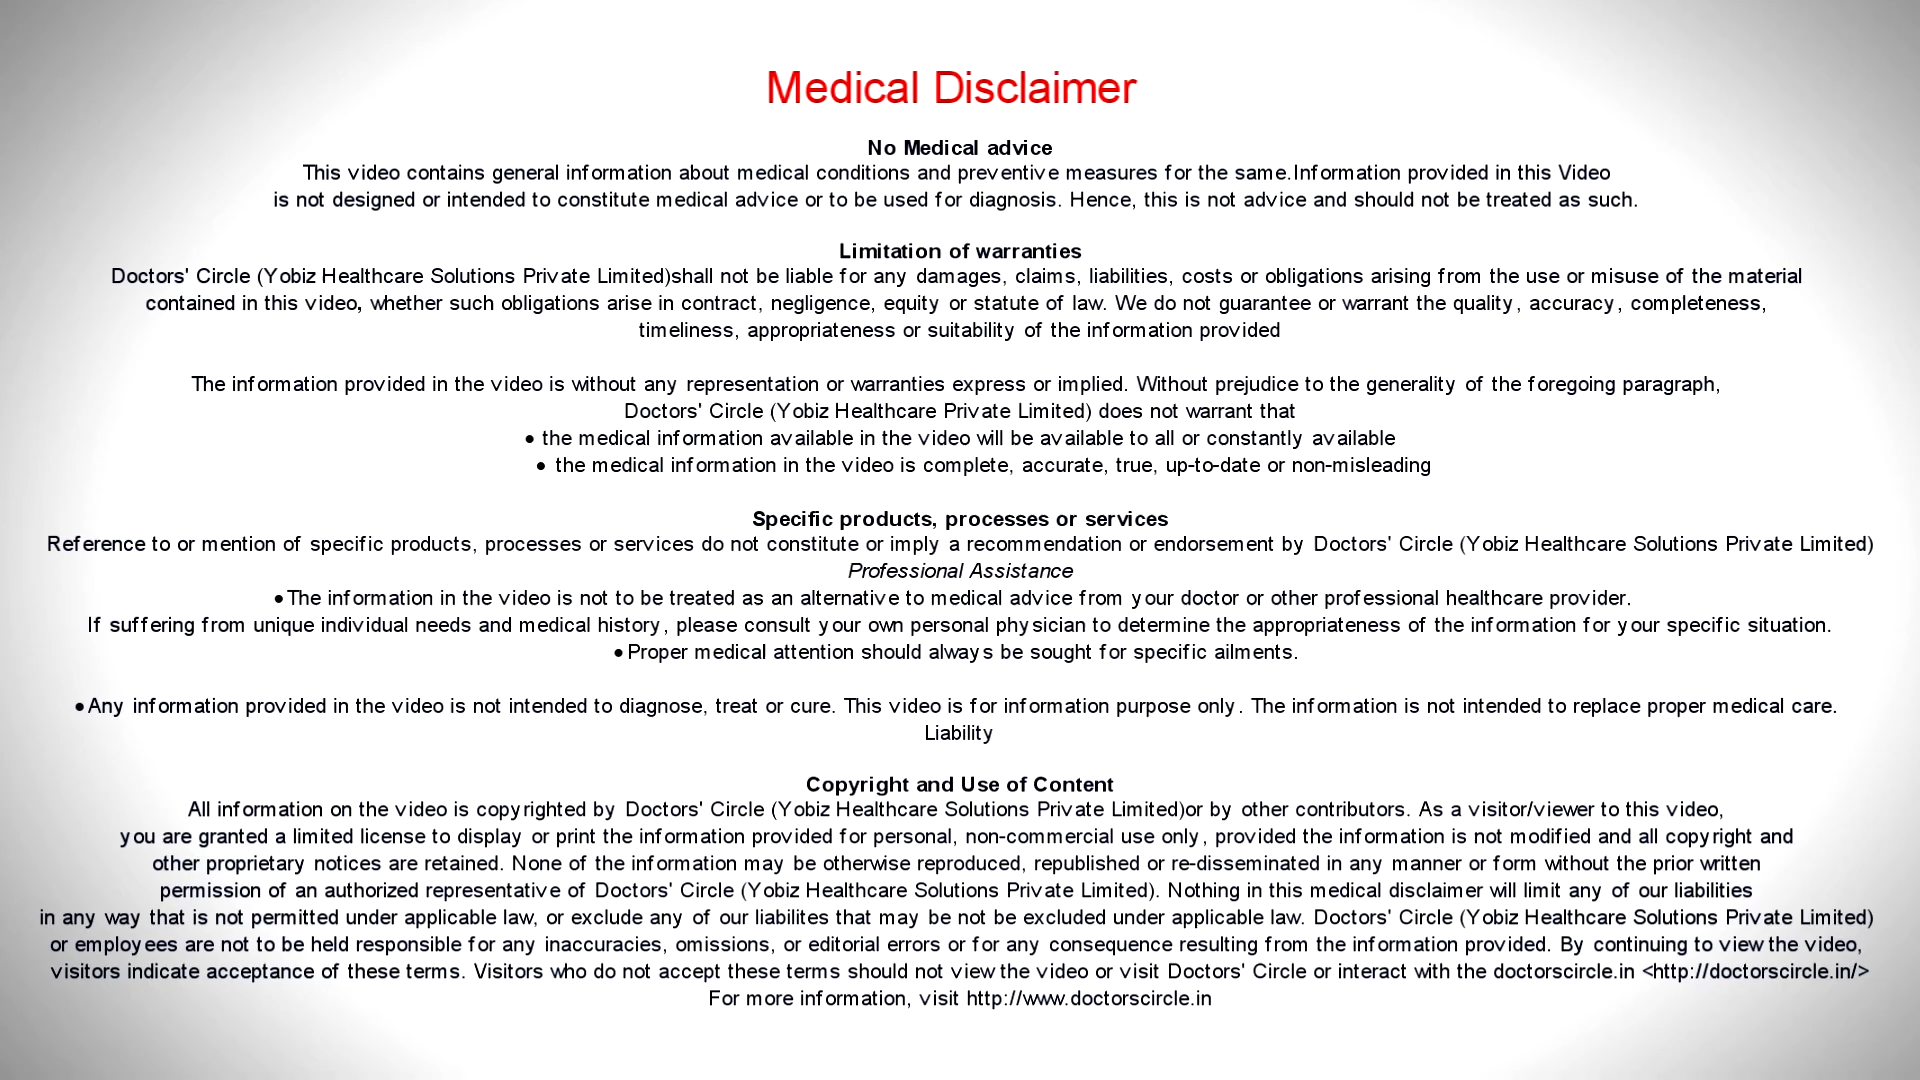 Medical Disclaimer
No Medical advice
This video contains general information about medical conditions and preventive measures for the same.Information provided in this Video
is not designed or intended to constitute medical advice or to be used for diagnosis. Hence, this is not advice and should not be treated as such.
Limitation of warranties
Doctors' Circle (Yobiz Healthcare Solutions Private Limited)shall not be liable for any damages, claims, liabilities, costs or obligations arising from the use or misuse of the material
contained in this video, whether such obligations arise in contract, negligence, equity or statute of law. We do not guarantee or warrant the quality, accuracy, completeness,
timeliness, appropriateness or suitability of the information provided
The information provided in the video is without any representation or warranties express or implied. Without prejudice to the generality of the foregoing paragraph,
Doctors' Circle (Yobiz Healthcare Private Limited) does not warrant that
• the medical information available in the video will be available to all or constantly available
• the medical information in the video is complete, accurate, true, up-to-date or non-misleading
Specific products, processes or services
Reference to or mention of specific products, processes or services do not constitute or imply a recommendation or endorsement by Doctors' Circle (Yobiz Healthcare Solutions Private Limited)
Professional Assistance
•The information in the video is not to be treated as an alternative to medical advice from your doctor or other professional healthcare provider.
If suffering from unique individual needs and medical history, please consult your own personal physician to determine the appropriateness of the information for your specific situation.
•Proper medical attention should always be sought for specific ailments.
•Any information provided in the video is not intended to diagnose, treat or cure. This video is for information purpose only. The information is not intended to replace proper medical care.
Liability
Copyright and Use of Content
All information on the video is copyrighted by Doctors' Circle (Yobiz Healthcare Solutions Private Limited)or by other contributors. As a visitor/viewer to this video,
you are granted a limited license to display or print the information provided for personal, non-commercial use only, provided the information is not modified and all copyright and
other proprietary notices are retained. None of the information may be otherwise reproduced, republished or re-disseminated in any manner or form without the prior written
permission of an authorized representative of Doctors' Circle (Yobiz Healthcare Solutions Private Limited). Nothing in this medical disclaimer will limit any of our liabilities
in any way that is not permitted under applicable law, or exclude any of our liabilites that may be not be excluded under applicable law. Doctors' Circle (Yobiz Healthcare Solutions Private Limited)
or employees are not to be held responsible for any inaccuracies, omissions, or editorial errors or for any consequence resulting from the information provided. By continuing to view the video,
visitors indicate acceptance of these terms. Visitors who do not accept these terms should not view the video or visit Doctors' Circle or interact with the doctorscircle.in <http://doctorscircle.in/>
For more information, visit http://www.doctorscircle.in